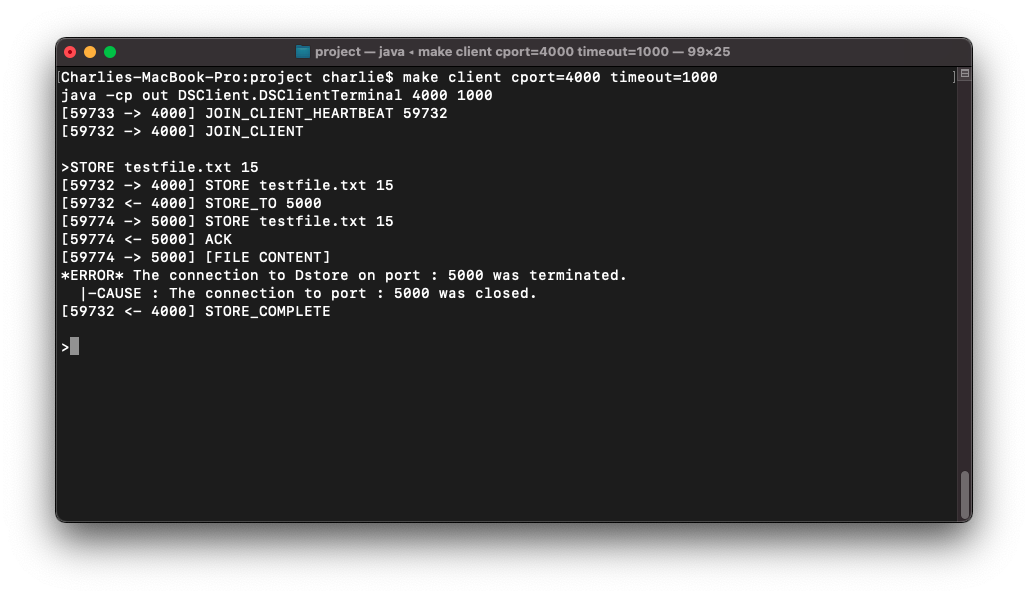 project — java ◂ make client cport=4000 timeout=1000 — 99×25
[Charlies-MacBook-Pro:project charlie$ make client cport=4000 timeout=1000 ]
java -cp out DSClient.DSClientTerminal 4000 1000
[59733 -> 4000] JOIN_CLIENT_HEARTBEAT 59732
[59732 -> 4000] JOIN_CLIENT
>STORE testfile.txt 15
[59732 -> 4000] STORE testfile.txt 15
[59732 <- 4000] STORE_TO 5000
[59774 -> 5000] STORE testfile.txt 15
[59774 <- 5000] ACK
[59774 -> 5000] [FILE CONTENT]
*ERROR* The connection to Dstore on port : 5000 was terminated.
  |-CAUSE : The connection to port : 5000 was closed.
[59732 <- 4000] STORE_COMPLETE
>